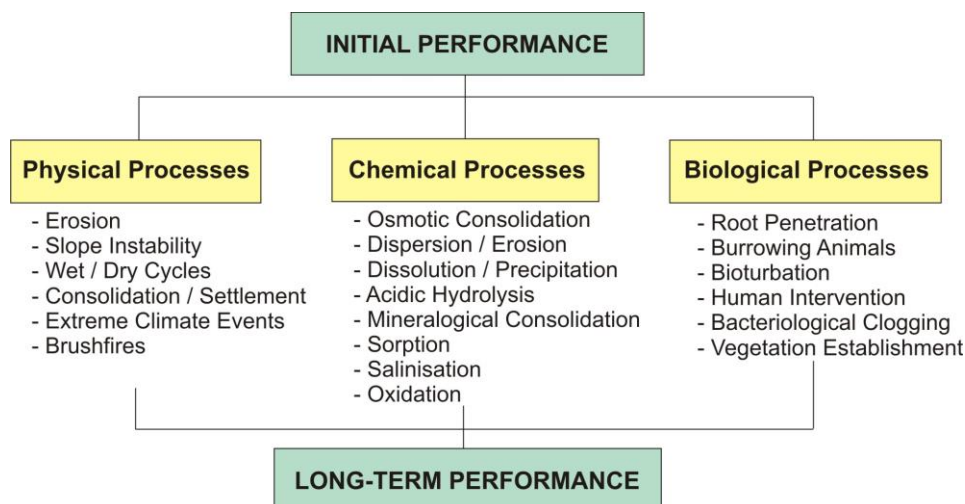 INITIAL PERFORMANCE
Physical Processes
- Erosion
- Slope Instability
- Wet / Dry Cycles
- Consolidation / Settlement
- Extreme Climate Events
- Brushfires
Chemical Processes
- Osmotic Consolidation
- Dispersion / Erosion
- Dissolution / Precipitation
- Acidic Hydrolysis
- Mineralogical Consolidation
- Sorption
- Salinisation
- Oxidation
Biological Processes
- Root Penetration
- Burrowing Animals
- Bioturbation
- Human Intervention
- Bacteriological Clogging
- Vegetation Establishment
LONG-TERM PERFORMANCE